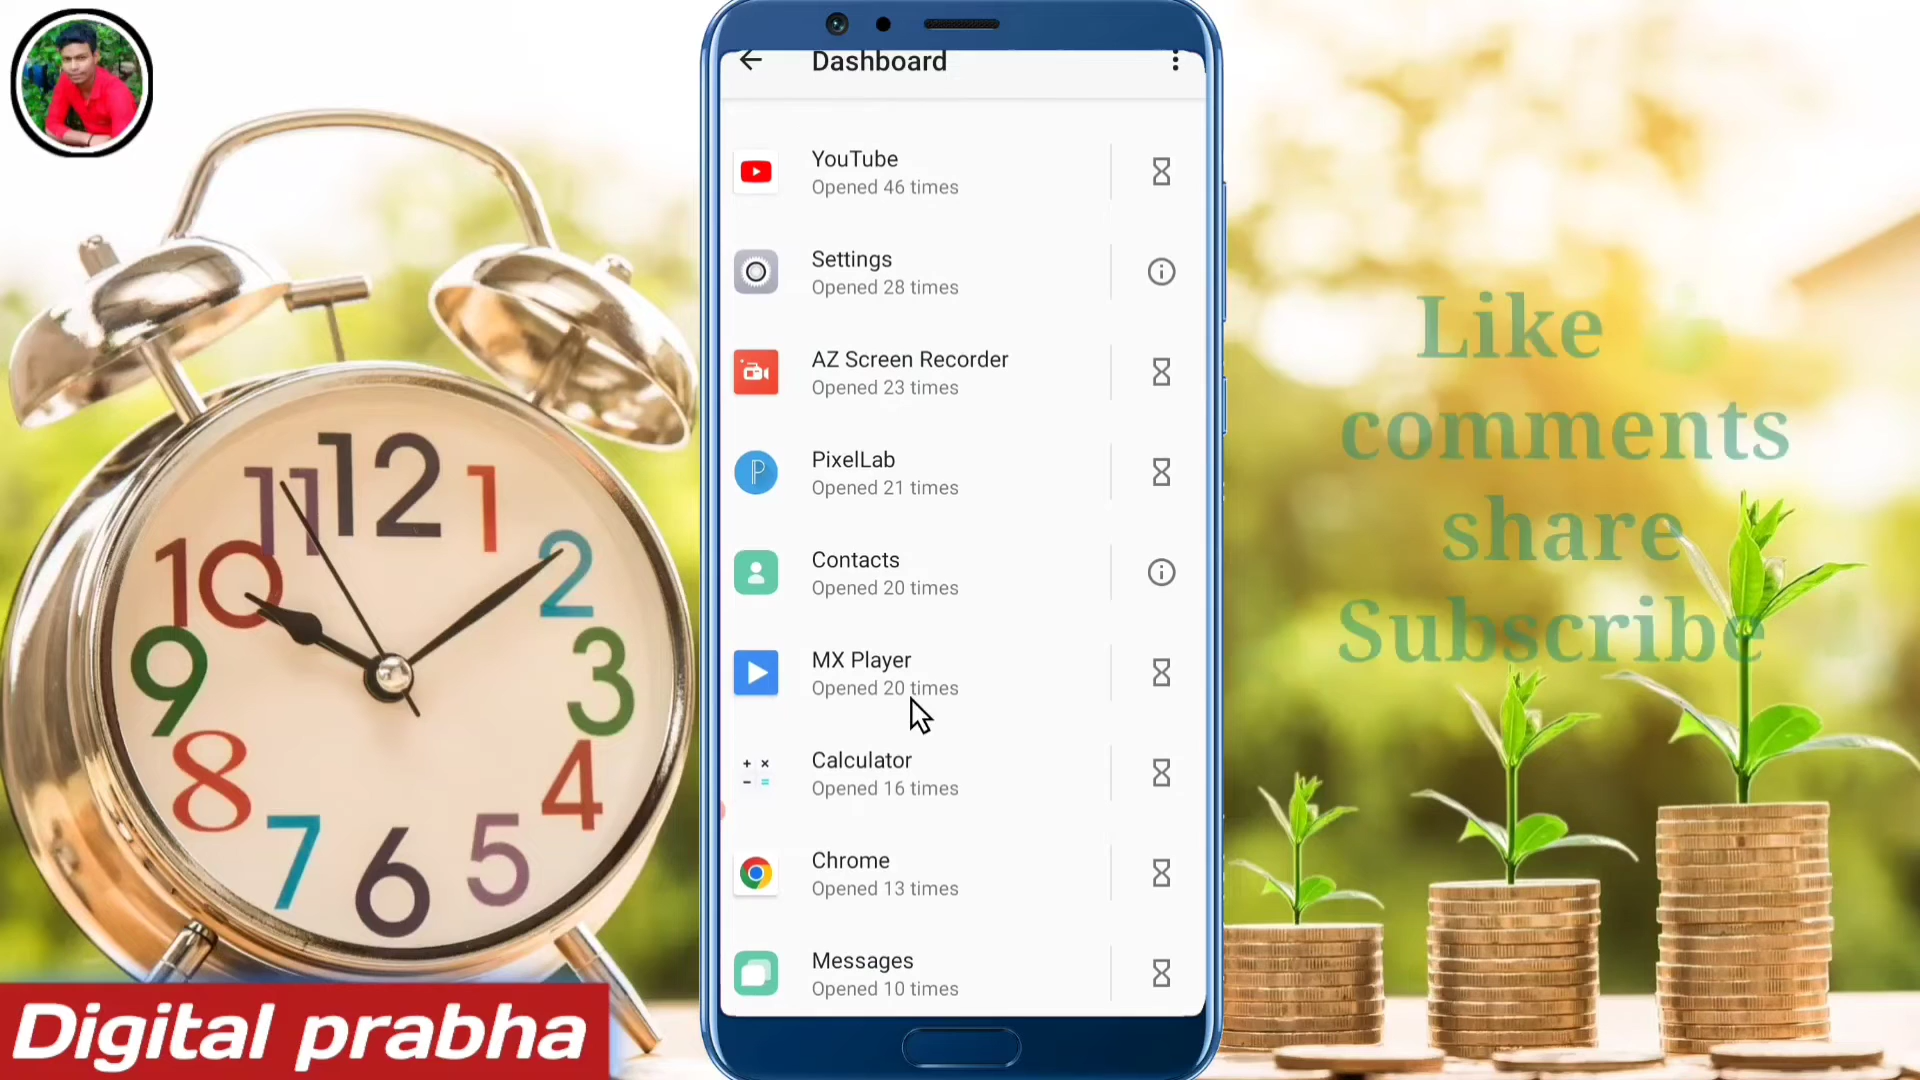 Dashboard
YouTube
Opened 46 times
Settings
Opened 28 times
AZ Screen Recorder
Opened 23 times
PixelLab
Opened 21 times
Contacts
Opened 20 times
MX Player
Opened 20 times
Calculator
Opened 16 times
Chrome
Opened 13 times
Messages
Opened 10 times
12
1
2
3
4
5
6
7
8
9
10
11
Like
comments
share
Subscribe
Digital prabha